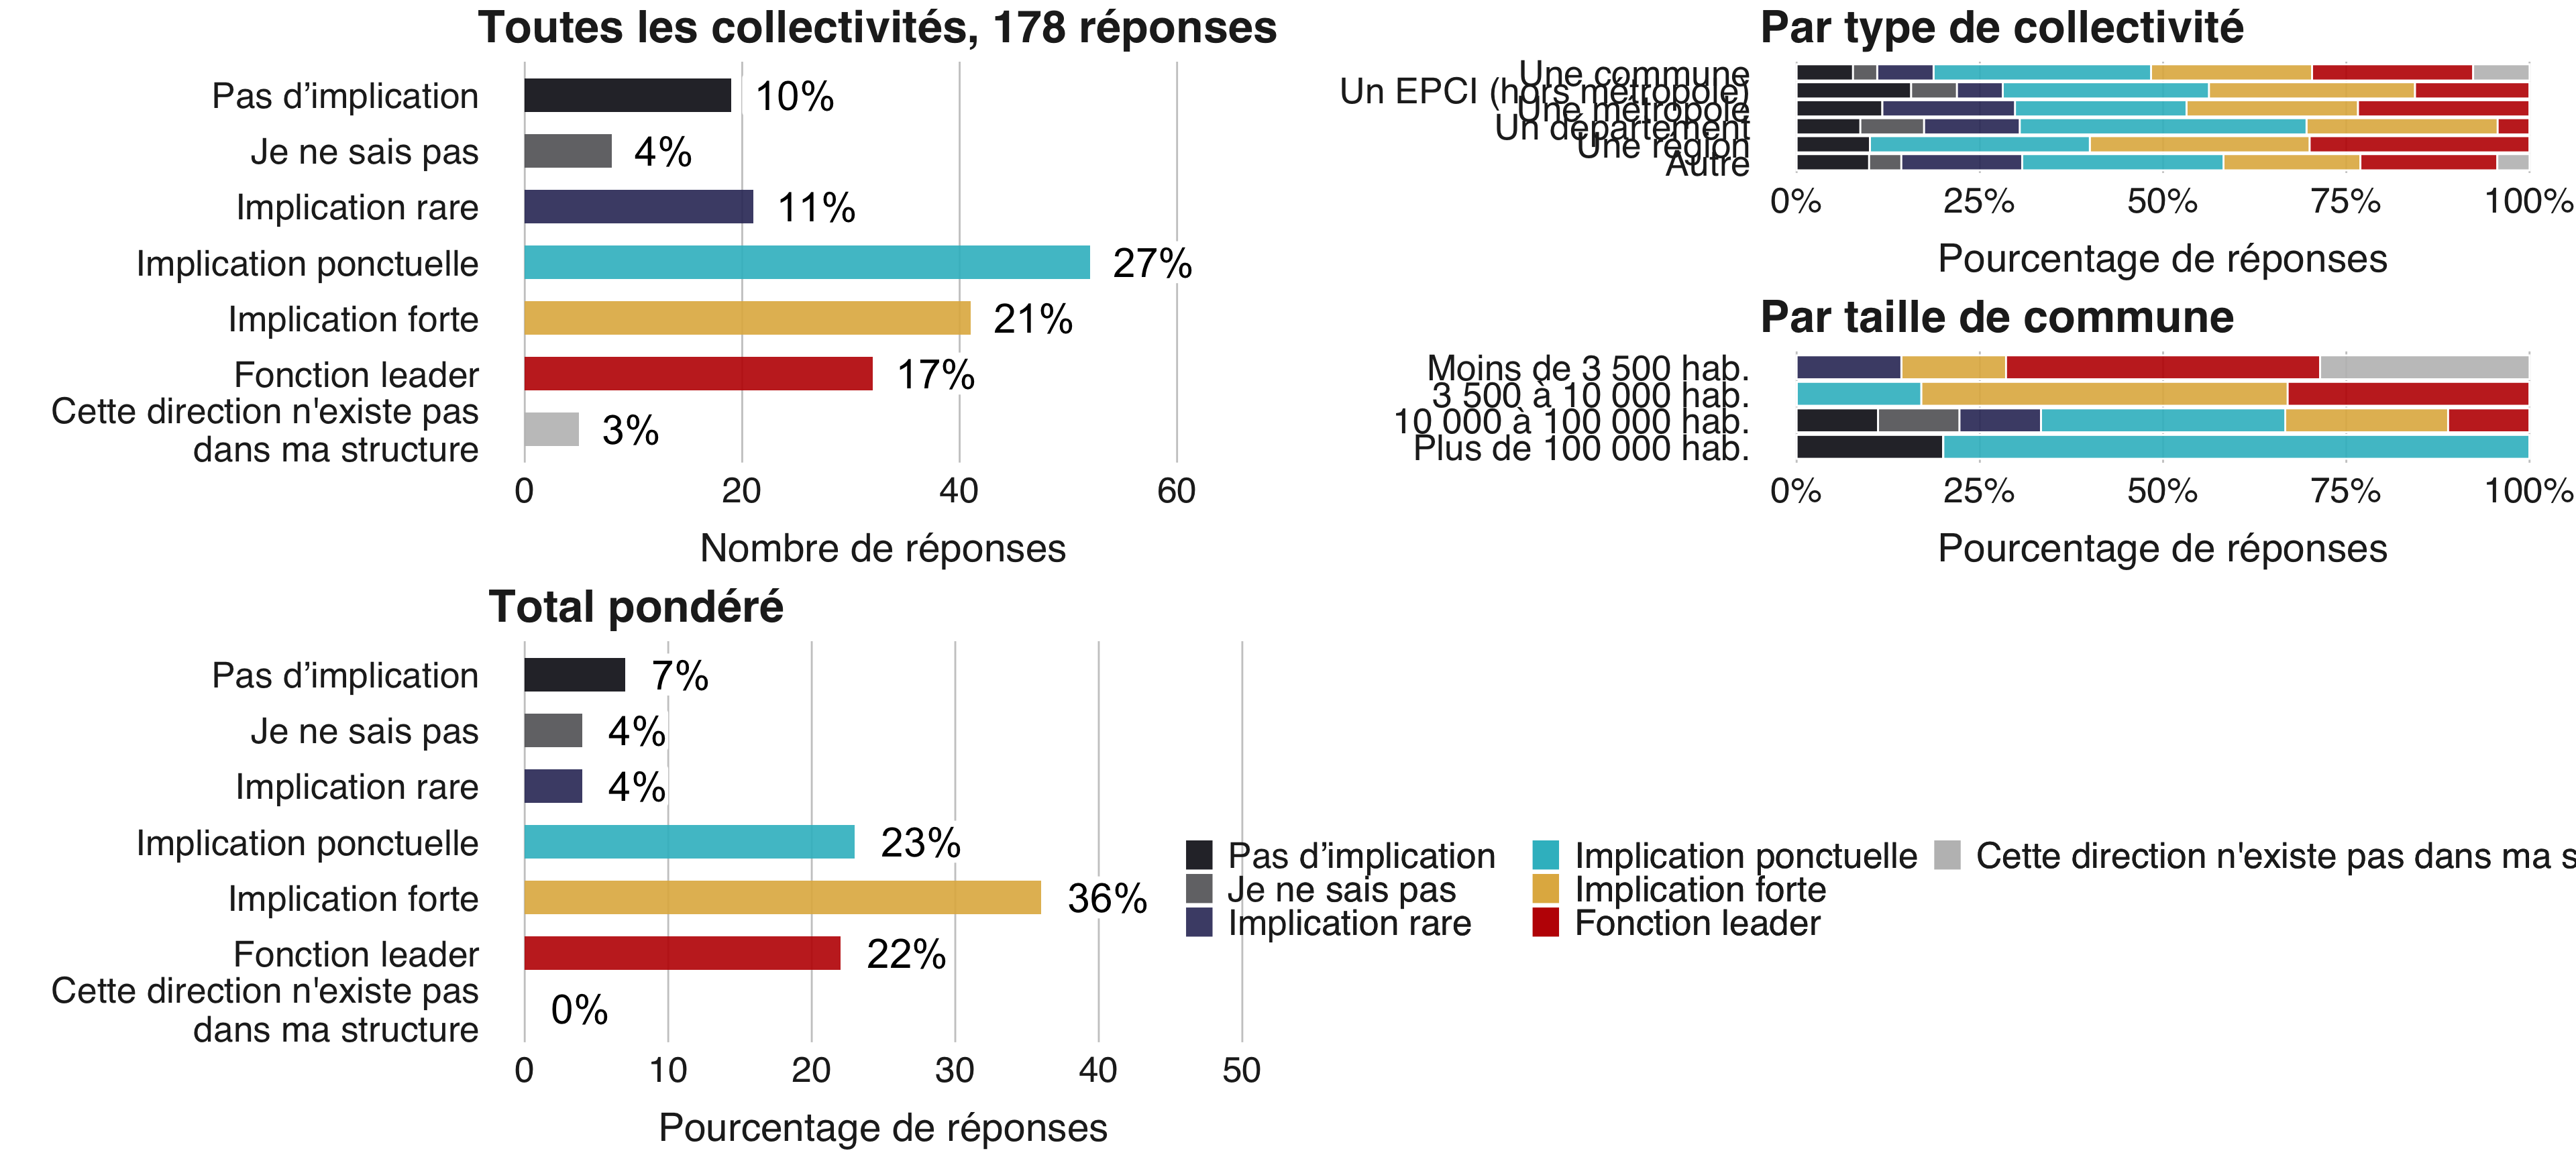 Toutes les collectivités, 178 réponses
Pas d’implication
10%
Je ne sais pas
4%
Implication rare
11%
Implication ponctuelle
27%
Implication forte
21%
Fonction leader
17%
Cette direction n'existe pas
dans ma structure
3%
0 20 40 60
Nombre de réponses
Par type de collectivité
Une commune
Un EPCI (hors métropole)
Une métropole
Un département
Une région
Autre
0% 25% 50% 75% 100%
Pourcentage de réponses
Par taille de commune
Moins de 3 500 hab.
3 500 à 10 000 hab.
10 000 à 100 000 hab.
Plus de 100 000 hab.
0% 25% 50% 75% 100%
Pourcentage de réponses
Total pondéré
Pas d’implication
7%
Je ne sais pas
4%
Implication rare
4%
Implication ponctuelle
23%
Implication forte
36%
Fonction leader
22%
Cette direction n'existe pas
dans ma structure
0%
0 10 20 30 40 50
Pourcentage de réponses
Pas d’implication
Je ne sais pas
Implication rare
Implication ponctuelle
Implication forte
Fonction leader
Cette direction n'existe pas dans ma s